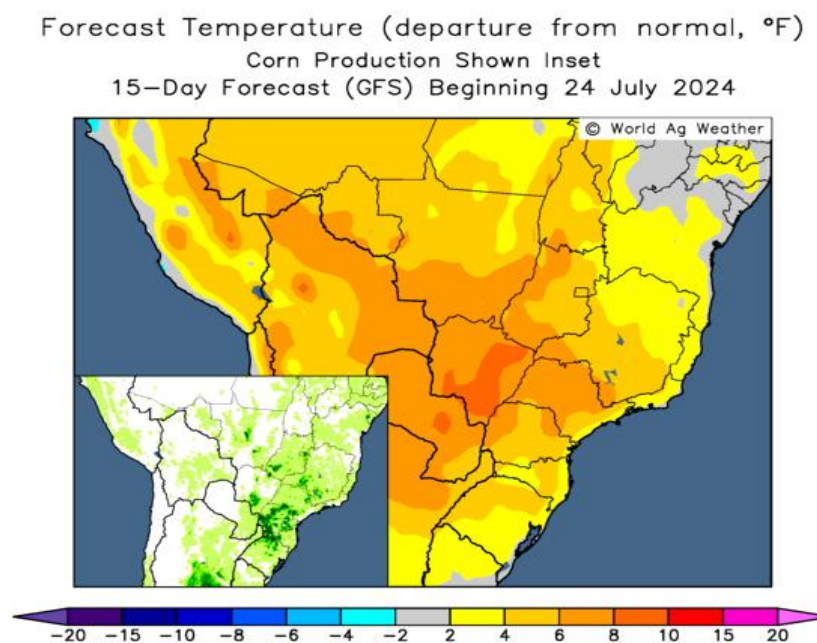 Forecast Temperature (departure from normal, °F)
Corn Production Shown Inset
15-Day Forecast (GFS) Beginning 24 July 2024
© World Ag Weather
-20 -15 -10 -8 -6 -4 -2 2 4 6 8 10 15 20